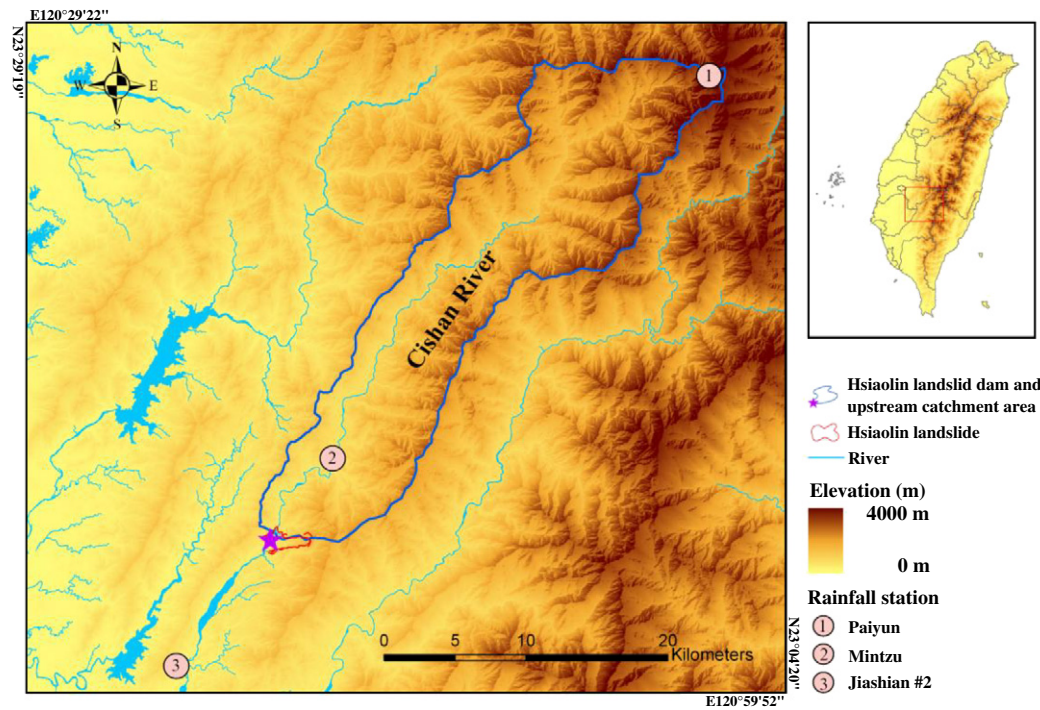 E120°29'22"
N23°29'19"
N
W
E
S
1
Cishan River
2
3
0 5 10 20
Kilometers
N23°04'20"
E120°59'52"
Hsiaolin landslid dam and
upstream catchment area
Hsiaolin landslide
River
Elevation (m)
4000 m
0 m
Rainfall station
1 Paiyun
2 Mintzu
3 Jiashian #2